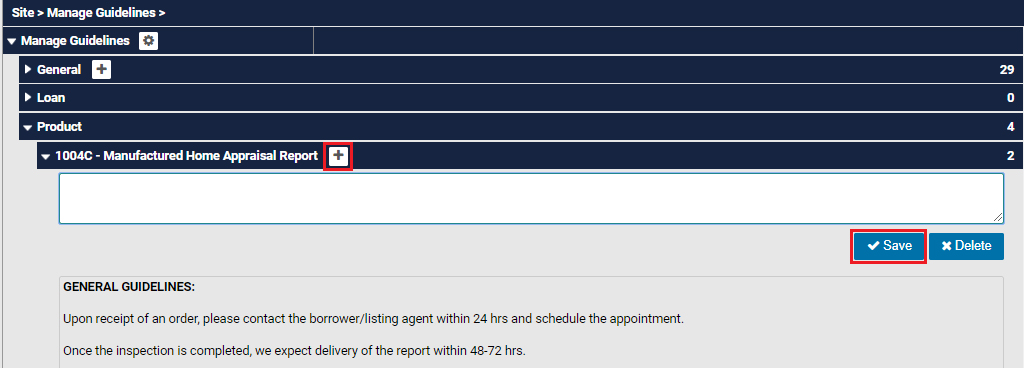 Site > Manage Guidelines >
Manage Guidelines
General 29
Loan 0
Product 4
1004C - Manufactured Home Appraisal Report 2
Save Delete
GENERAL GUIDELINES:
Upon receipt of an order, please contact the borrower/listing agent within 24 hrs and schedule the appointment.
Once the inspection is completed, we expect delivery of the report within 48-72 hrs.